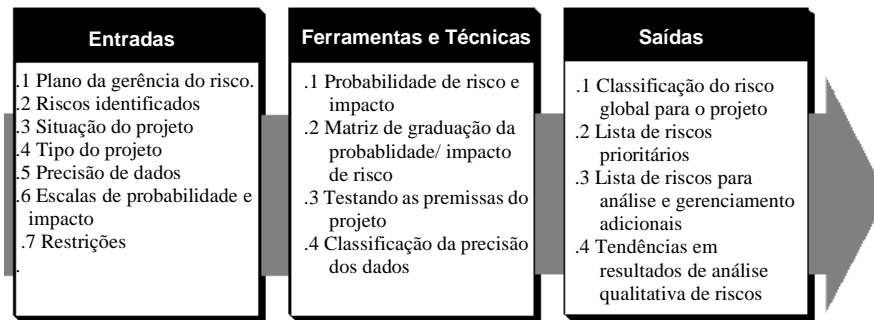 Entradas
.1 Plano da gerência do risco.
.2 Riscos identificados
.3 Situação do projeto
.4 Tipo do projeto
.5 Precisão de dados
.6 Escalas de probabilidade e
impacto
.7 Restrições
.
Ferramentas e Técnicas
.1 Probabilidade de risco e
impacto
.2 Matriz de graduação da
probablidade/ impacto
de risco
.3 Testando as premissas do
projeto
.4 Classificação da precisão
dos dados
Saídas
.1 Classificação do risco
global para o projeto
.2 Lista de riscos
prioritários
.3 Lista de riscos para
análise e gerenciamento
adicionais
.4 Tendências em
resultados de análise
qualitativa de riscos